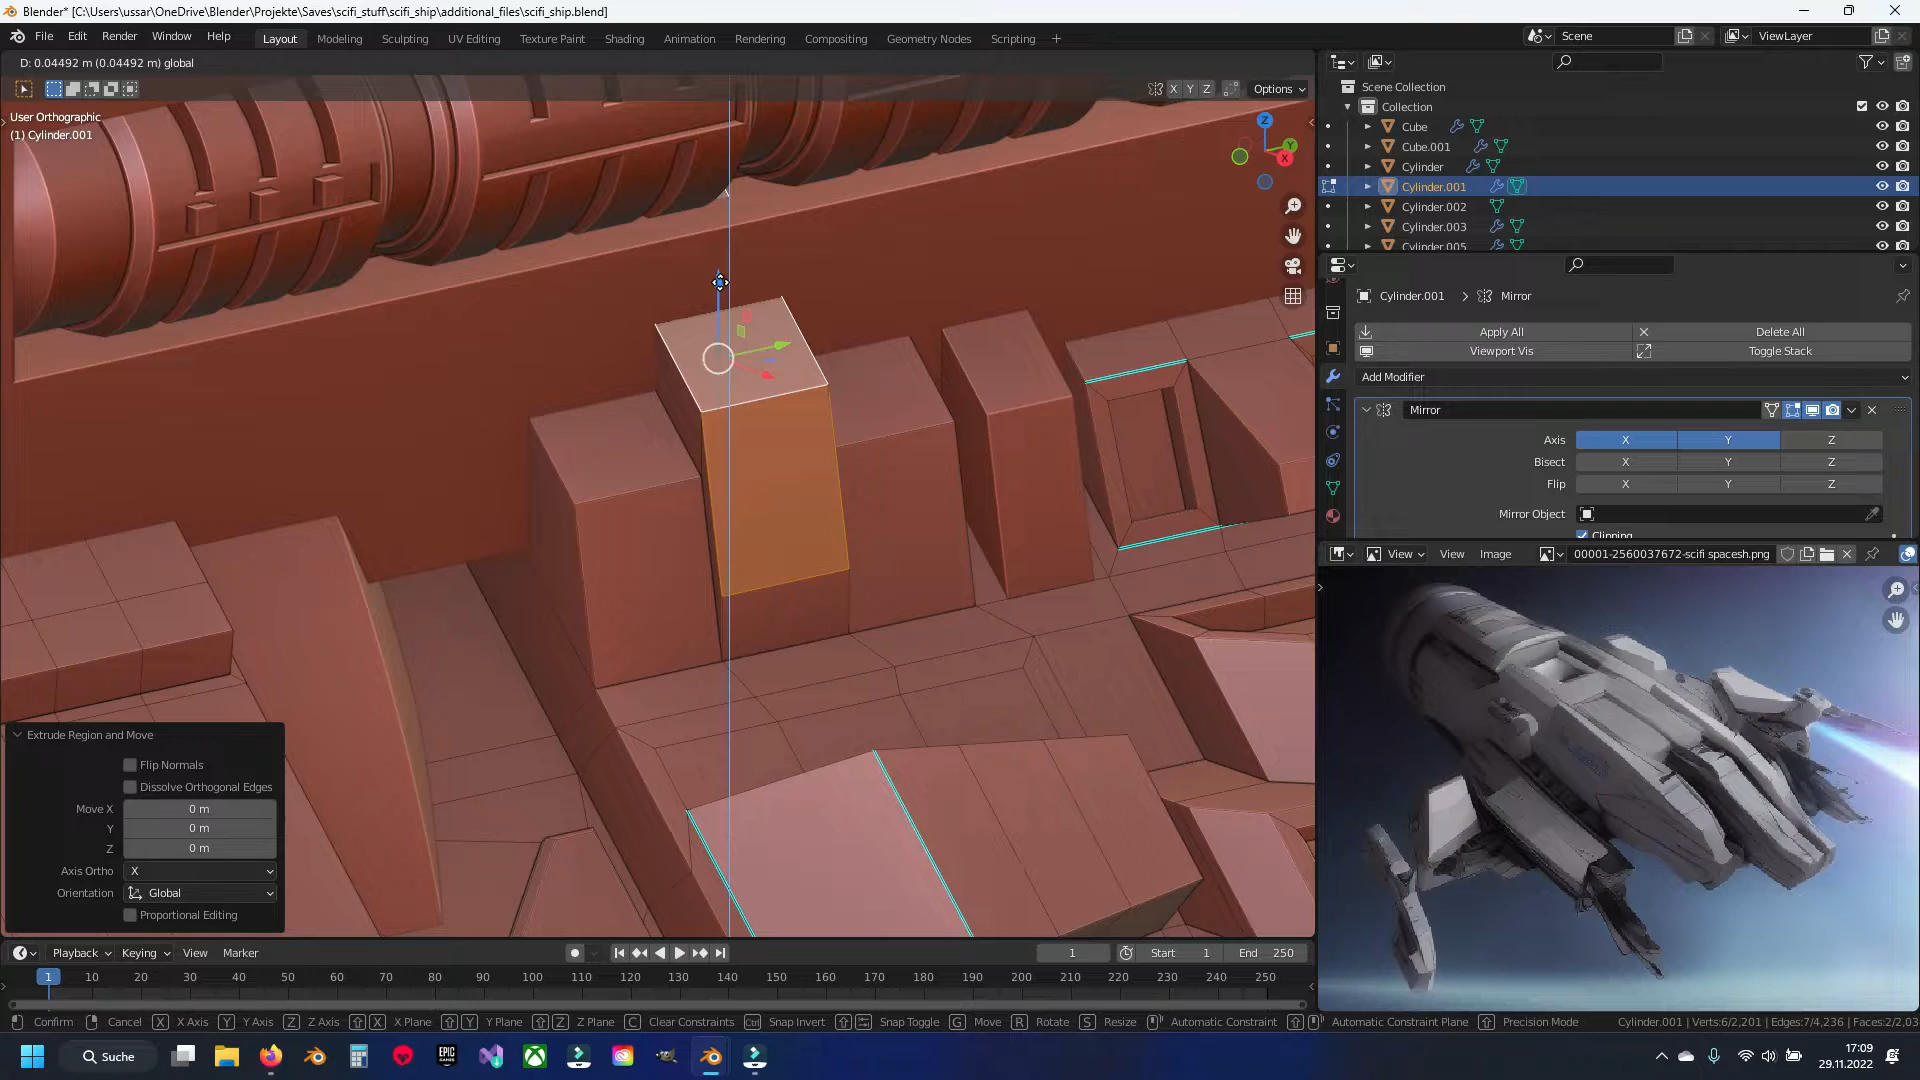 Blender* [C:\Users\ussar\OneDrive\Blender\Projekte\Saves\scifi_stuff\scifi_ship\additional_files\scifi_ship.blend]
File Edit Render Window Help Layout Modeling Sculpting UV Editing Texture Paint Shading Animation Rendering Compositing Geometry Nodes Scripting + Scene ViewLayer
D: 0.04492 m (0.04492 m) global
X Y Z Options
User Orthographic
(1) Cylinder.001
Z
Y
X
Scene Collection
Collection
Cube
Cube.001
Cylinder
Cylinder.001
Cylinder.002
Cylinder.003
Cylinder.005
Cylinder.001 > Mirror
Apply All Delete All
Viewport Vis Toggle Stack
Add Modifier
Mirror
Axis X Y Z
Bisect X Y Z
Flip X Y Z
Mirror Object
Clipping
View View Image 00001-2560037672-scifi spacesh.png
Extrude Region and Move
Flip Normals
Dissolve Orthogonal Edges
Move X 0 m
Y 0 m
Z 0 m
Axis Ortho X
Orientation Global
Proportional Editing
Playback Keying View Marker 1 Start 1 End 250
1 10 20 30 40 50 60 70 80 90 100 110 120 130 140 150 160 170 180 190 200 210 220 230 240 250
Confirm Cancel X X Axis Y Y Axis Z Z Axis X X Plane Y Y Plane Z Z Plane C Clear Constraints Ctrl Snap Invert Snap Toggle G Move R Rotate S Resize Automatic Constraint Automatic Constraint Plane Precision Mode Cylinder.001 | Verts:6/2,201 | Edges:7/4,236 | Faces:2/2,03
Suche
EPIC GAMES
17:09
29.11.2022